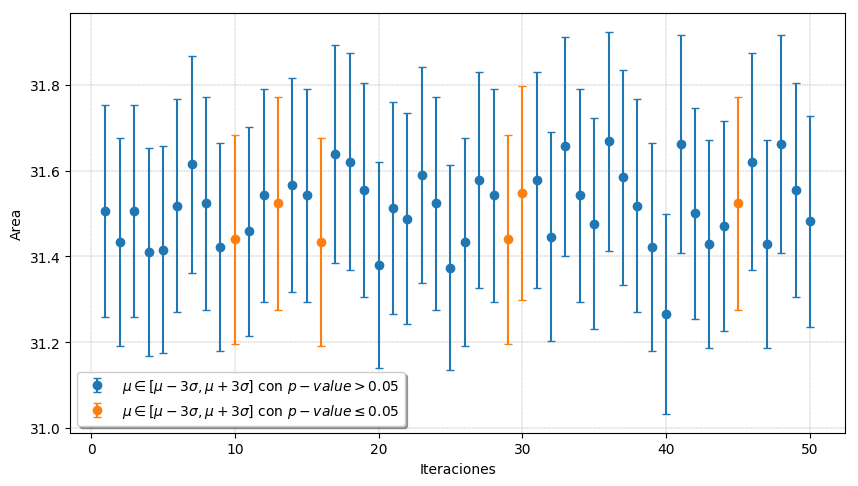 Area
31.8
31.6
31.4
31.2
31.0
μ ∈ [μ − 3σ, μ + 3σ] con p − value > 0.05
μ ∈ [μ − 3σ, μ + 3σ] con p − value ≤ 0.05
0 10 20 30 40 50
Iteraciones